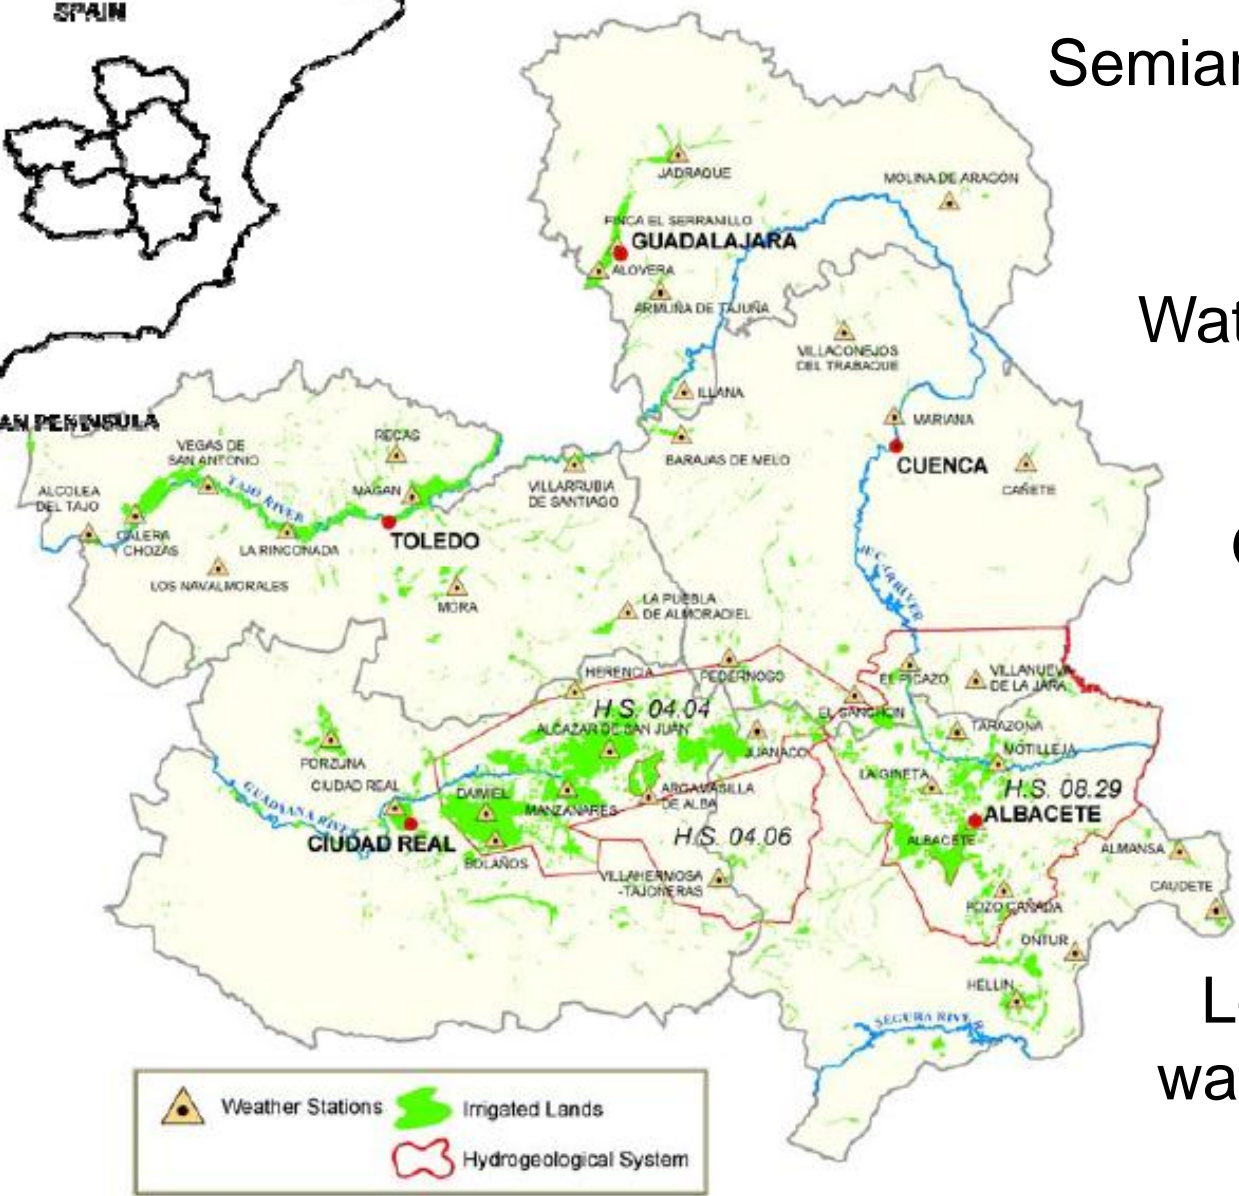 SPAIN
Semiar
JADRAQUE
MOLINA DE ARAGÓN
FINCA EL SERRANILLO
GUADALAJARA
ALOVERA
ARMUÑA DE TAJUÑA
Wat
VILLACONEJOS
DEL TRABAQUE
ILLANA
AN PENINSULA
MARIANA
RECAS
VEGAS DE
SAN ANTONIO
BARAJAS DE MELO
CUENCA
CAÑETE
ALCOLEA
DEL TAJO
TAJO RIVER
MAGAN
VILLARRUBIA
DE SANTIAGO
CALERA
CHOZAS
LA RINCONADA
TOLEDO
LOS NAVALMORALES
MORA
JUCAR RIVER
LA PUEBLA
DE ALMORADIEL
HERENCIA
PEDERNOGO
EL PICAZO
VILLANUEVA
DE LA JARA
H.S. 04.04
EL SANCHON
ALCAZAR DE SAN JUAN
JUANACO
TARAZONA
MOTILLEJA
PORZUNA
CIUDAD REAL
DAIMIEL
MANZANARES
ARGAMASILLA
DE ALBA
LA GINETA
H.S. 08.29
GUADIANA RIVER
CIUDAD REAL
H.S. 04.06
ALBACETE
ALBACETE
ALMANSA
BOLAÑOS
VILLAHERMOSA
-TAJONERAS
CAUDETE
POZO CAÑADA
ONTUR
HELLIN
SEGURA RIVER
L
wa
Weather Stations
Irrigated Lands
Hydrogeological System